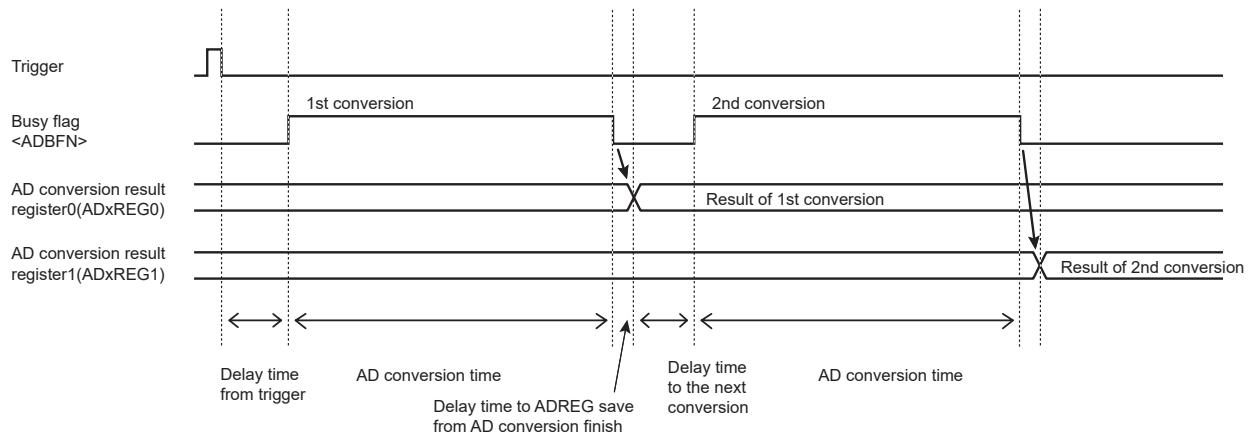 Trigger
1st conversion
2nd conversion
Busy flag
<ADBFN>
AD conversion result
register0(ADxREG0)
Result of 1st conversion
AD conversion result
register1(ADxREG1)
Result of 2nd conversion
Delay time
from trigger
AD conversion time
Delay time to ADREG save
from AD conversion finish
Delay time
to the next
conversion
AD conversion time